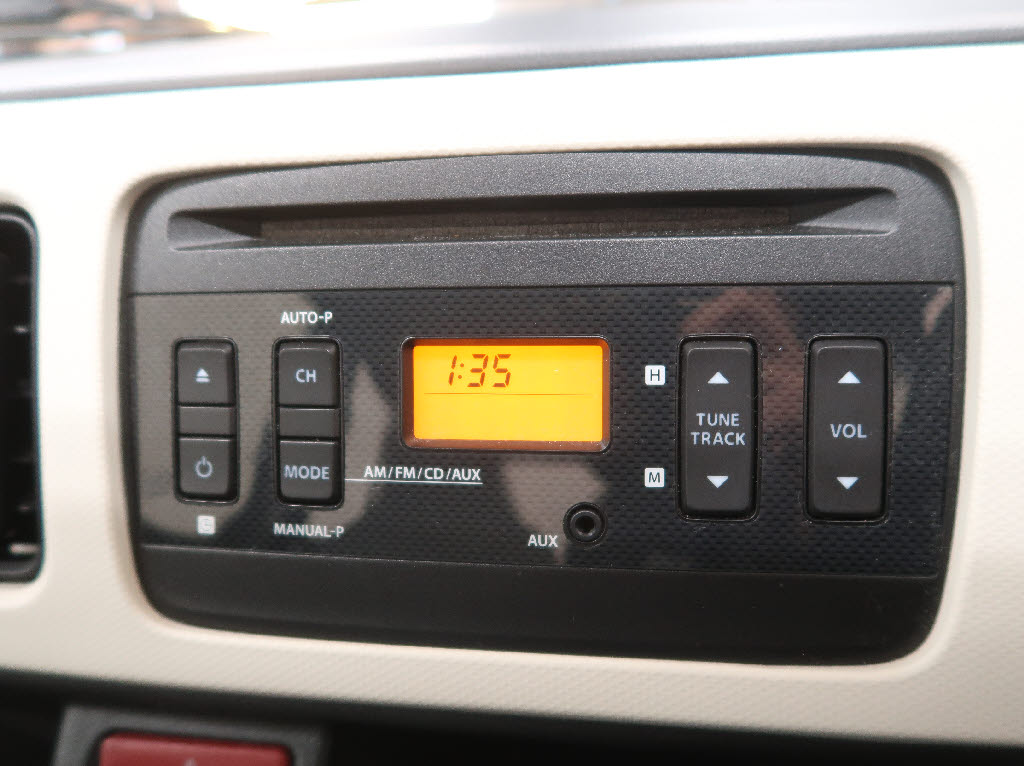 AUTO-P
CH
MODE
MANUAL-P
AM/FM/CD/AUX
1:35
AUX
H
M
TUNE
TRACK
VOL